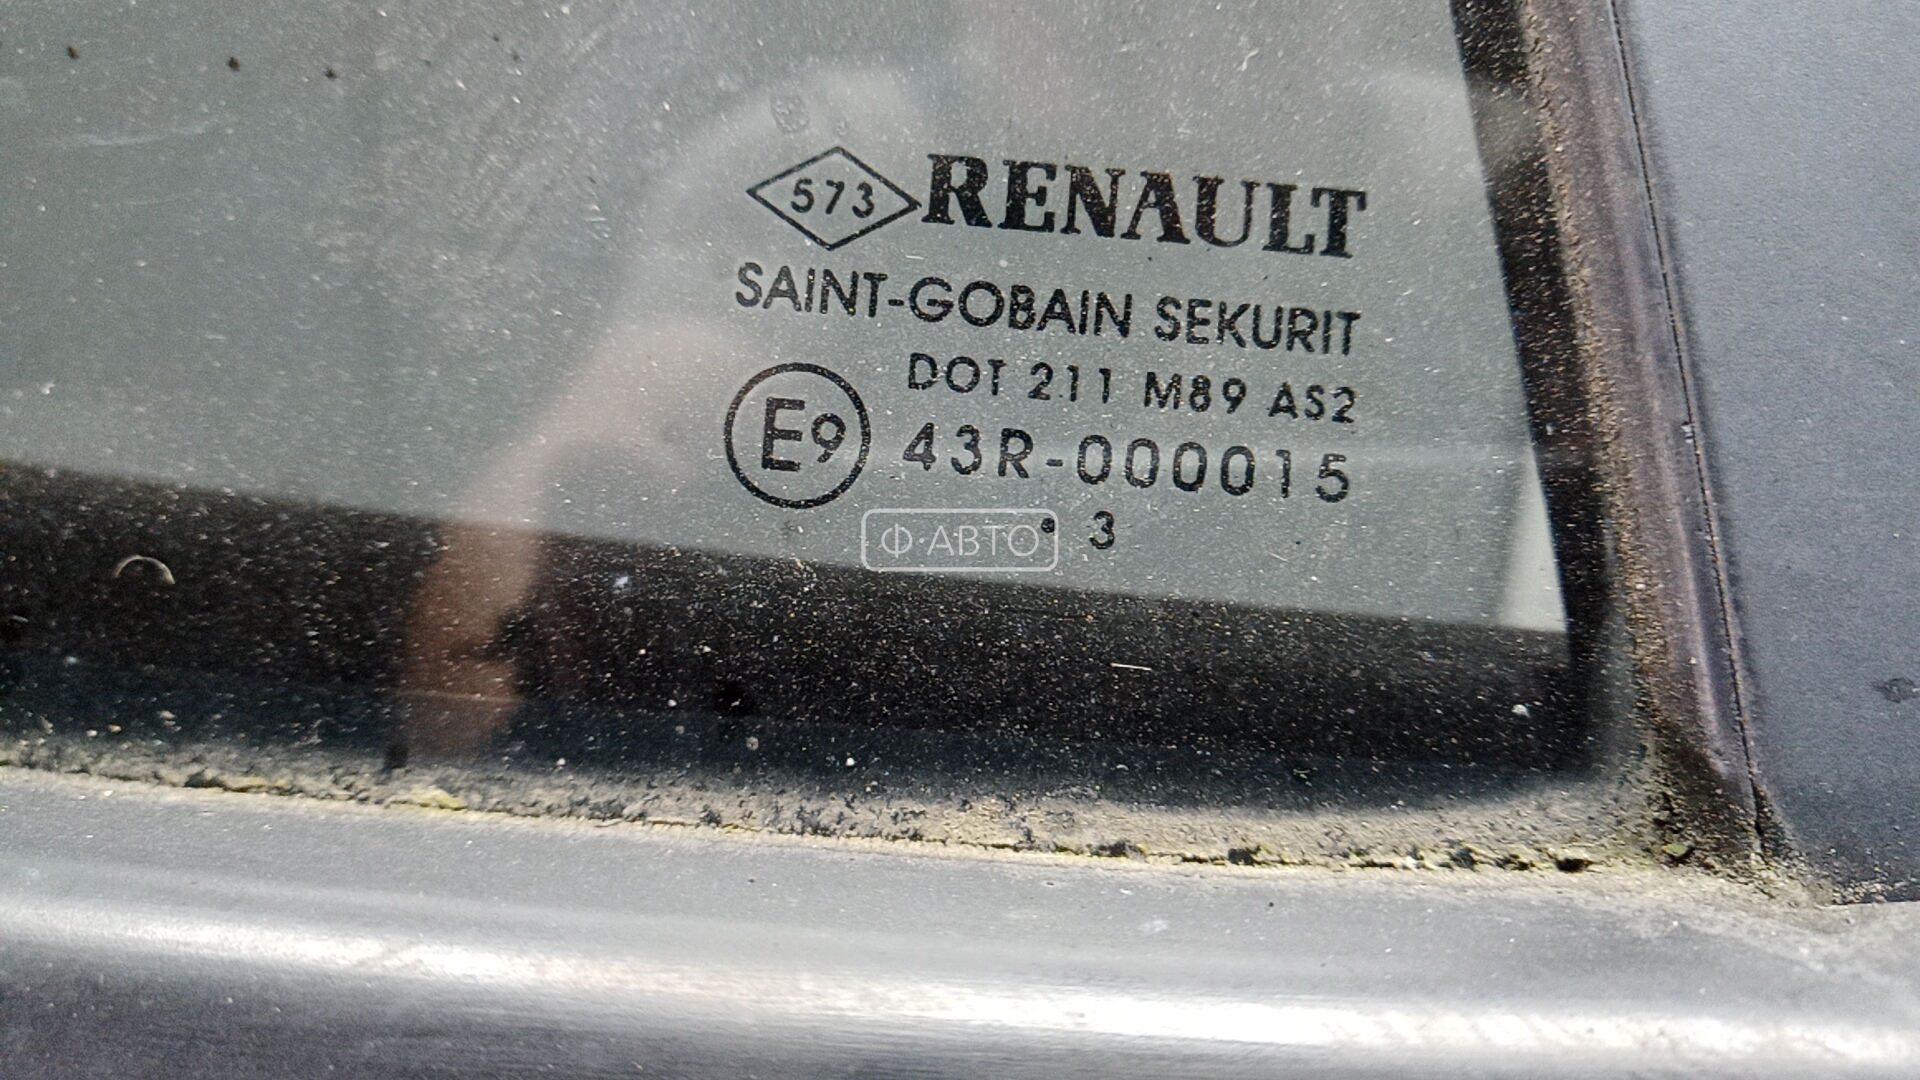 573 RENAULT
SAINT-GOBAIN SEKURIT
DOT 211 M89 AS2
E9 43R-000015
• 3
Ф·АВТО